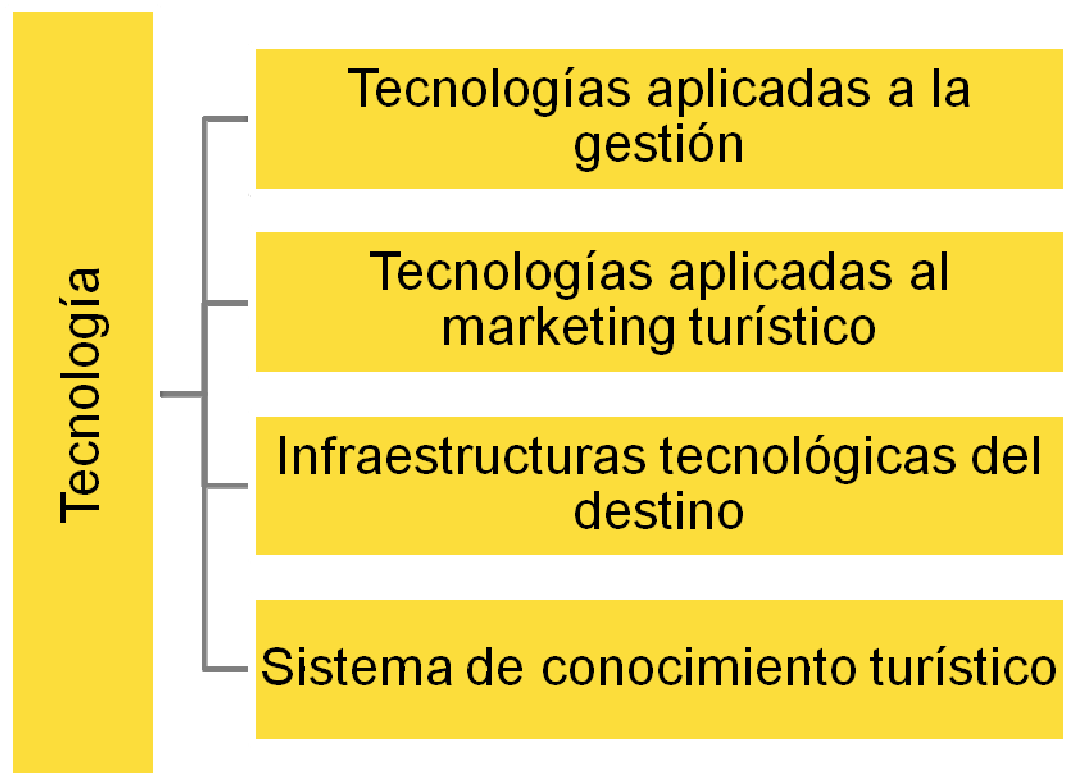 Tecnología
Tecnologías aplicadas a la
gestión
Tecnologías aplicadas al
marketing turístico
Infraestructuras tecnológicas del
destino
Sistema de conocimiento turístico